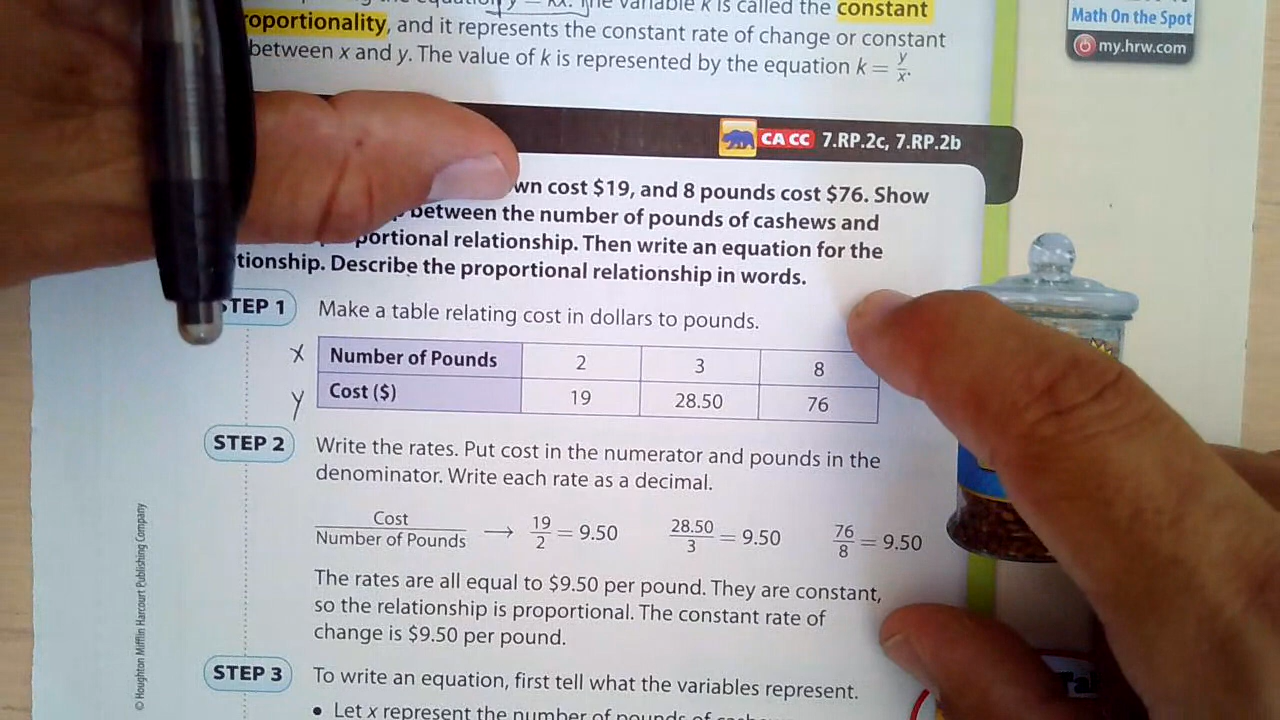 y = kx. The variable k is called the constant
proportionality, and it represents the constant rate of change or constant
between x and y. The value of k is represented by the equation k = y/x.
Math On the Spot
my.hrw.com
CA CC 7.RP.2c, 7.RP.2b
cost $19, and 8 pounds cost $76. Show
between the number of pounds of cashews and
relationship. Then write an equation for the
Describe the proportional relationship in words.
STEP 1 Make a table relating cost in dollars to pounds.
x Number of Pounds 2 3 8
y Cost ($) 19 28.50 76
STEP 2 Write the rates. Put cost in the numerator and pounds in the
denominator. Write each rate as a decimal.
Cost/Number of Pounds → 19/2 = 9.50 28.50/3 = 9.50 76/8 = 9.50
The rates are all equal to $9.50 per pound. They are constant,
so the relationship is proportional. The constant rate of
change is $9.50 per pound.
STEP 3 To write an equation, first tell what the variables represent.
• Let x represent the number of pounds of
© Houghton Mifflin Harcourt Publishing Company